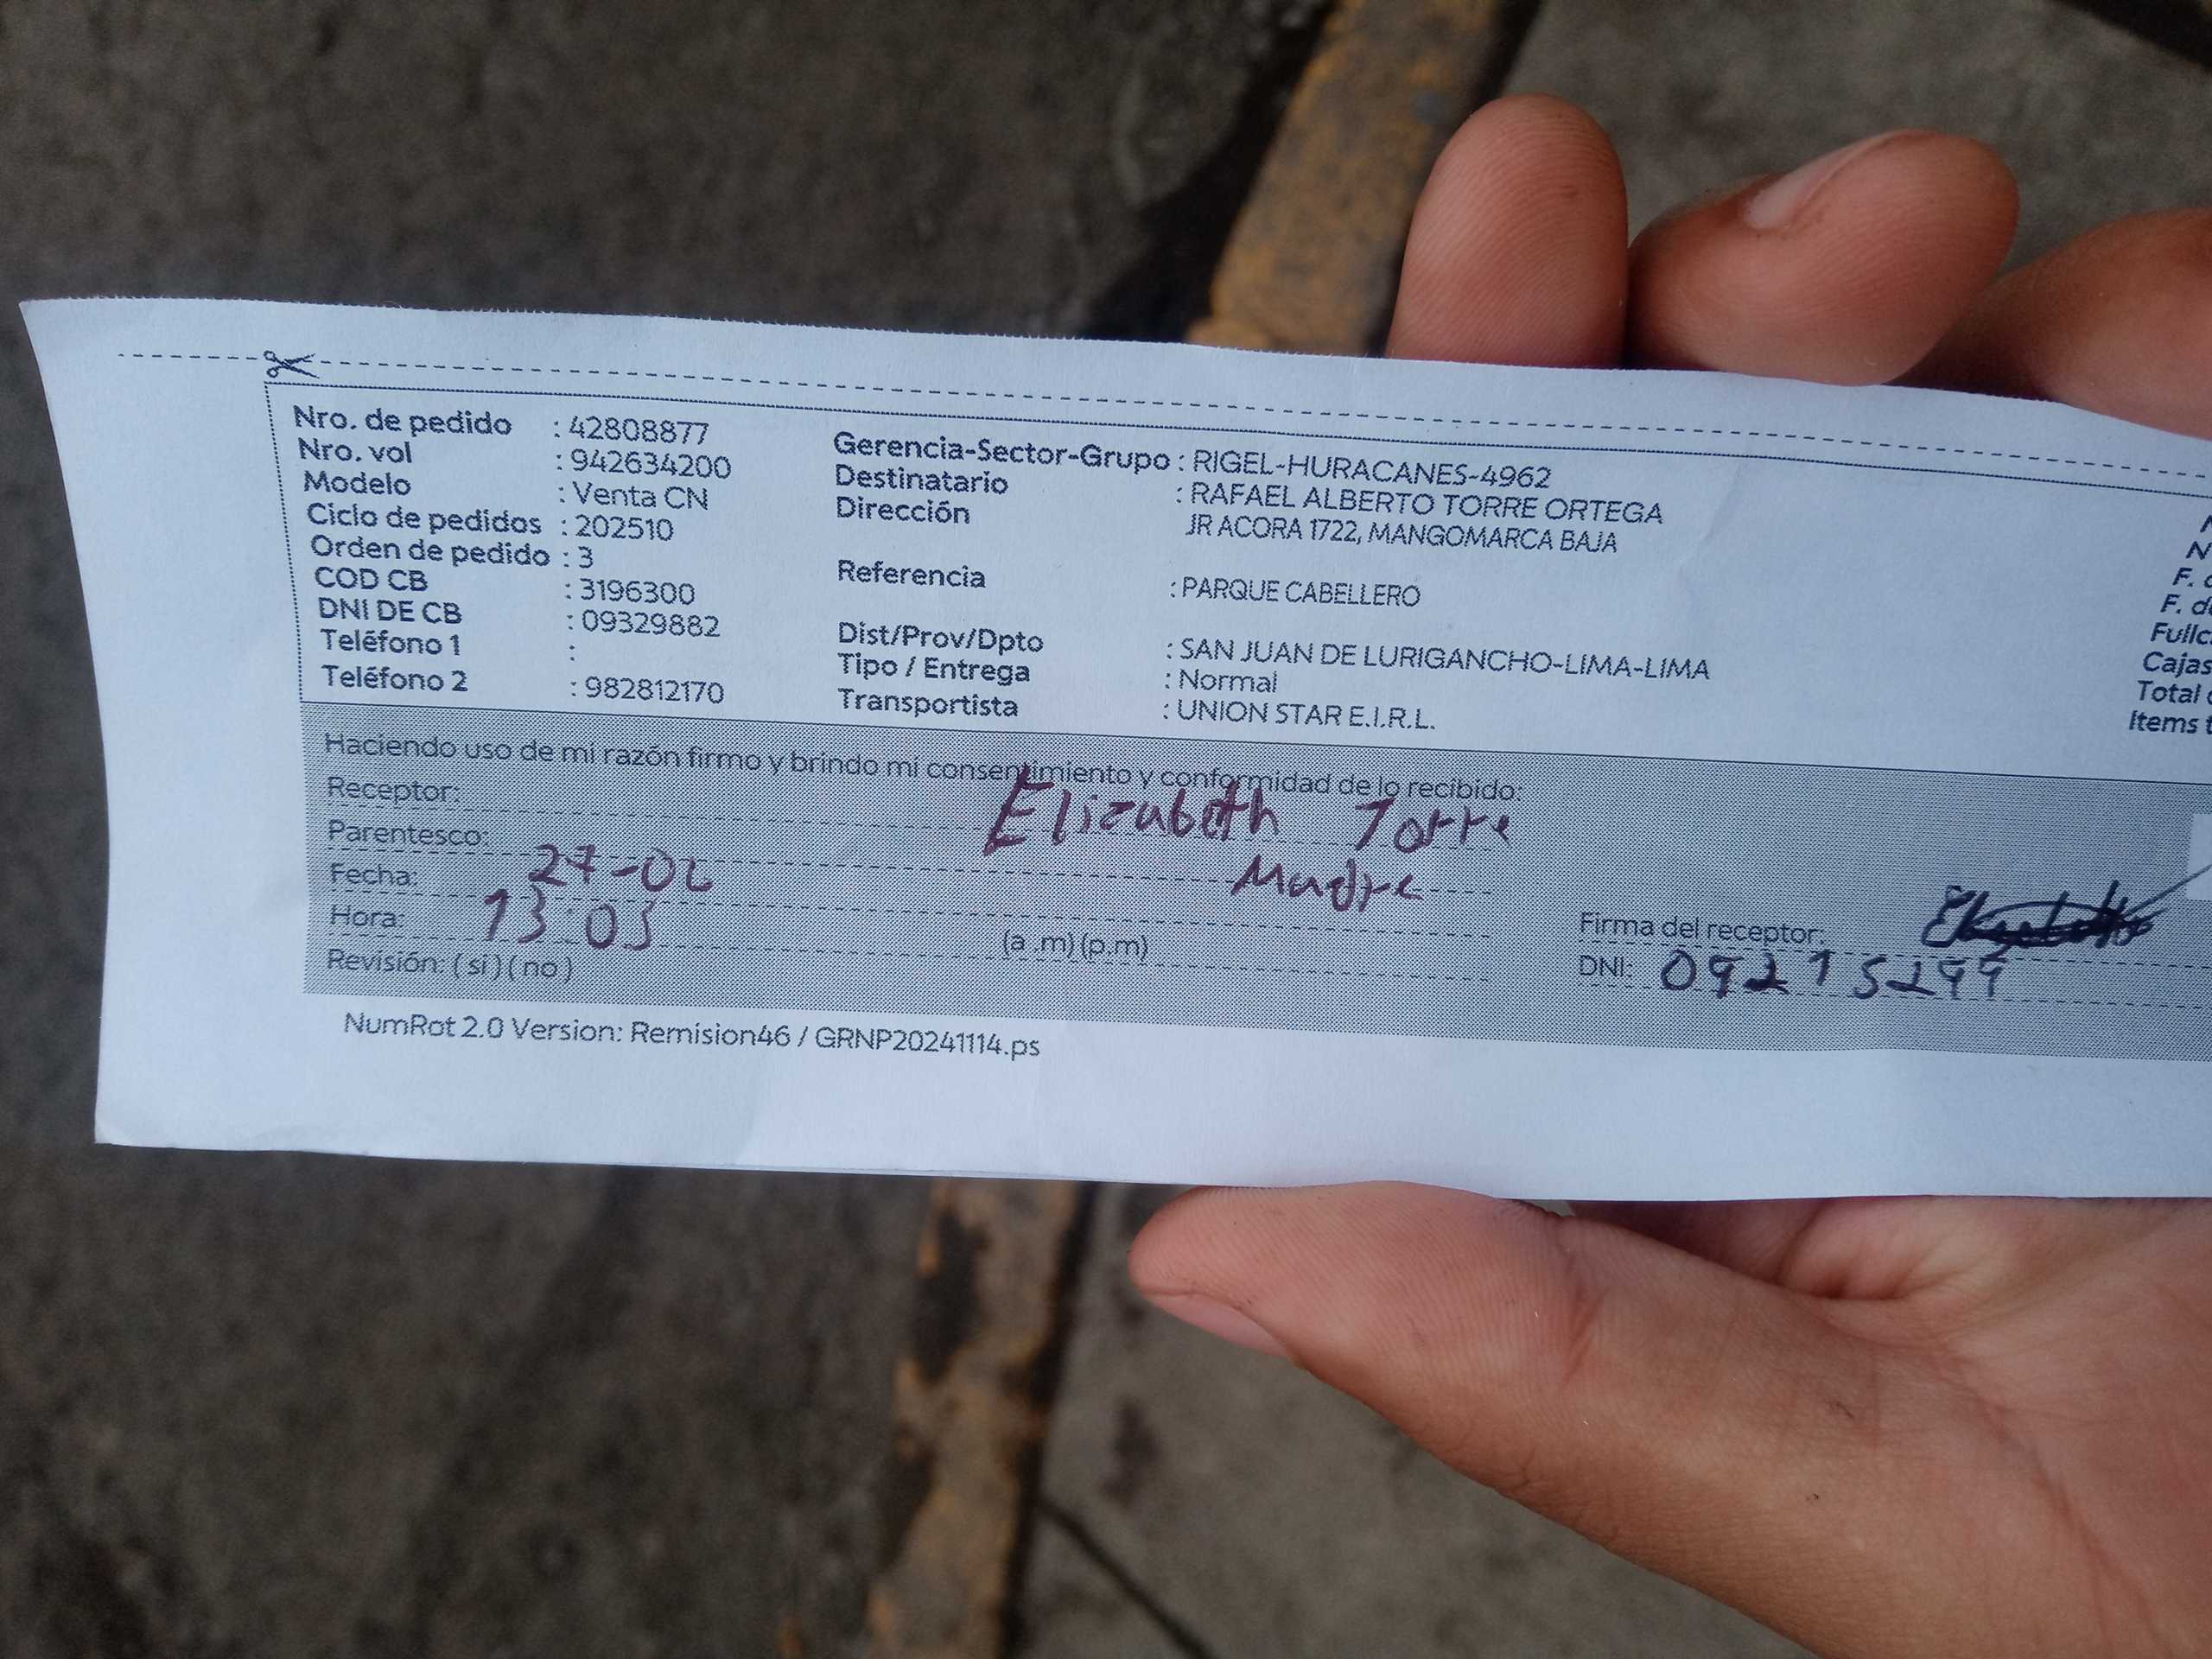 Nro. de pedido : 42808877
Nro. vol : 942634200
Modelo : Venta CN
Ciclo de pedidos : 202510
Orden de pedido : 3
COD CB : 3196300
DNI DE CB : 09329882
Teléfono 1 :
Teléfono 2 : 982812170
Gerencia-Sector-Grupo : RIGEL-HURACANES-4962
Destinatario : RAFAEL ALBERTO TORRE ORTEGA
Dirección JR ACORA 1722, MANGOMARCA BAJA
Referencia : PARQUE CABELLERO
Dist/Prov/Dpto : SAN JUAN DE LURIGANCHO-LIMA-LIMA
Tipo / Entrega : Normal
Transportista : UNION STAR E.I.R.L.
F.
F.
Cajas
Total
Items
Haciendo uso de mi razón firmo y brindo mi consentimiento y conformidad de lo recibido:
Receptor: Elizabeth Torre
Parentesco: Madre
Fecha: 27-02
Hora: 13:03 (a .m) (p.m)
Revisión: ( si ) ( no )
Firma del receptor:
DNI: 09215299
NumRot 2.0 Version: Remision46 / GRNP20241114.ps